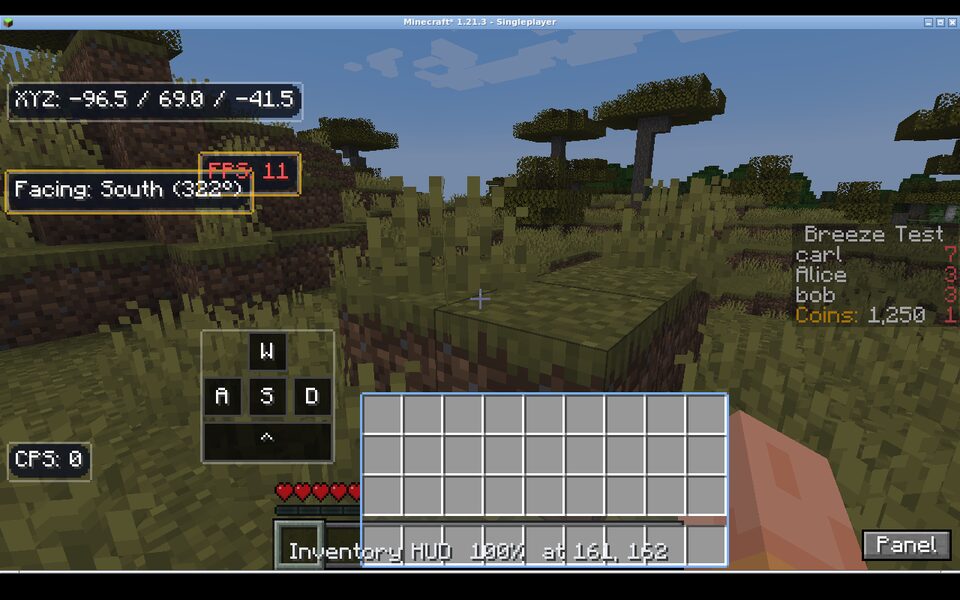 Minecraft* 1.21.3 - Singleplayer
XYZ: -96.5 / 69.0 / -41.5
FPS: 11
Facing: South (322º)
Breeze Test
carl 7
Alice 3
bob 3
Coins: 1,250 1
W
A S D
^
CPS: 0
Inventory HUD 100% at 161, 162
Panel